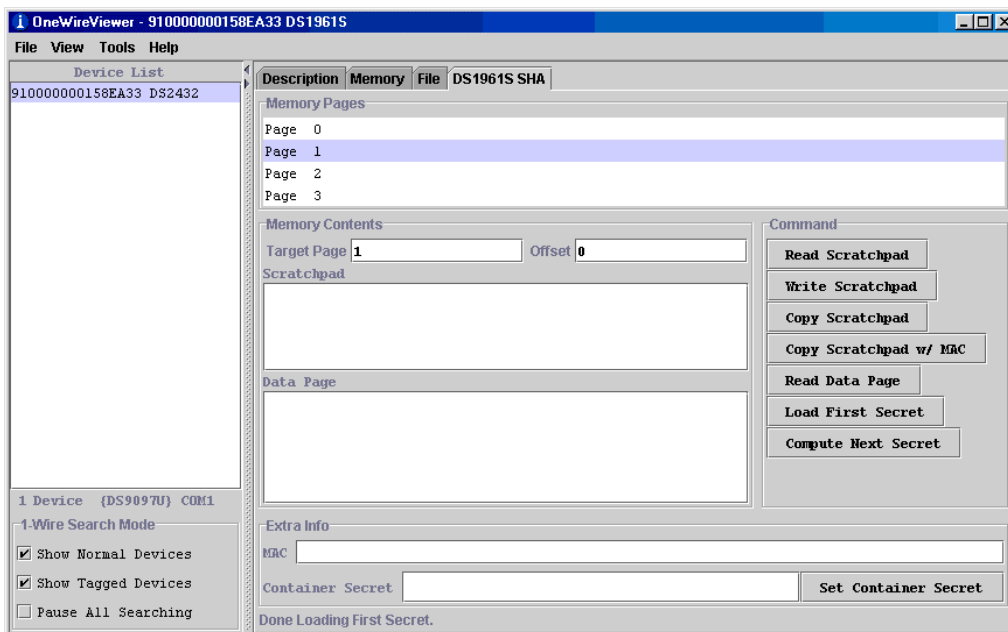 OneWireViewer - 910000000158EA33 DS1961S
File View Tools Help
Device List
910000000158EA33 DS2432
1 Device {DS9097U} COM1
1-Wire Search Mode
Show Normal Devices
Show Tagged Devices
Pause All Searching
Description Memory File DS1961S SHA
Memory Pages
Page 0
Page 1
Page 2
Page 3
Memory Contents
Target Page 1 Offset 0
Scratchpad
Data Page
Command
Read Scratchpad
Write Scratchpad
Copy Scratchpad
Copy Scratchpad w/ MAC
Read Data Page
Load First Secret
Compute Next Secret
Extra Info
MAC
Container Secret Set Container Secret
Done Loading First Secret.